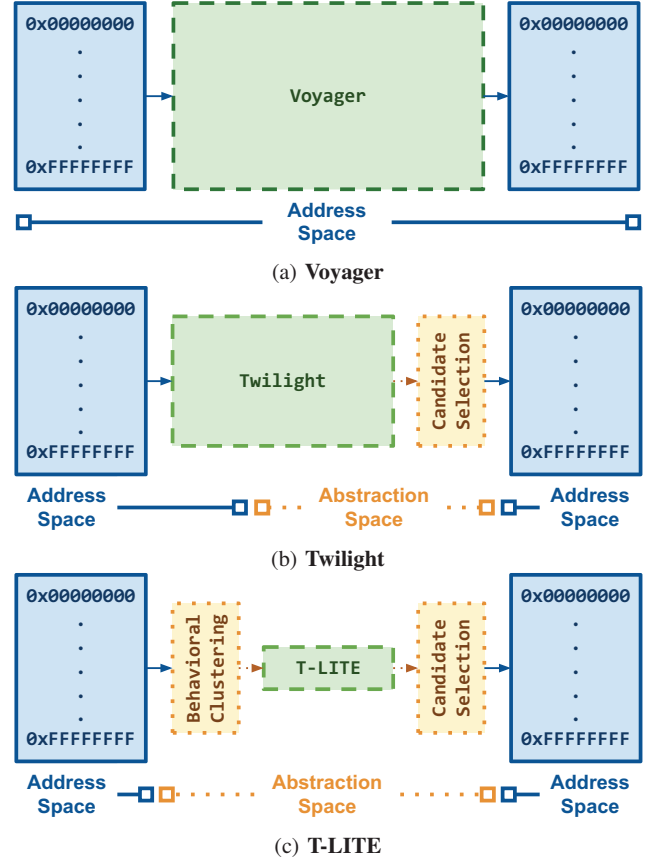 0x00000000 0x00000000
.
.
.
.
.
Voyager
.
.
.
.
.
0xFFFFFFFF 0xFFFFFFFF
Address
Space
(a) Voyager
0x00000000 0x00000000
.
.
.
.
.
Twilight
Candidate
Selection
.
.
.
.
.
0xFFFFFFFF 0xFFFFFFFF
Address Abstraction Address
Space Space Space
(b) Twilight
0x00000000 0x00000000
.
.
.
.
.
Behavioral
Clustering
T-LITE
Candidate
Selection
.
.
.
.
.
0xFFFFFFFF 0xFFFFFFFF
Address Abstraction Address
Space Space Space
(c) T-LITE